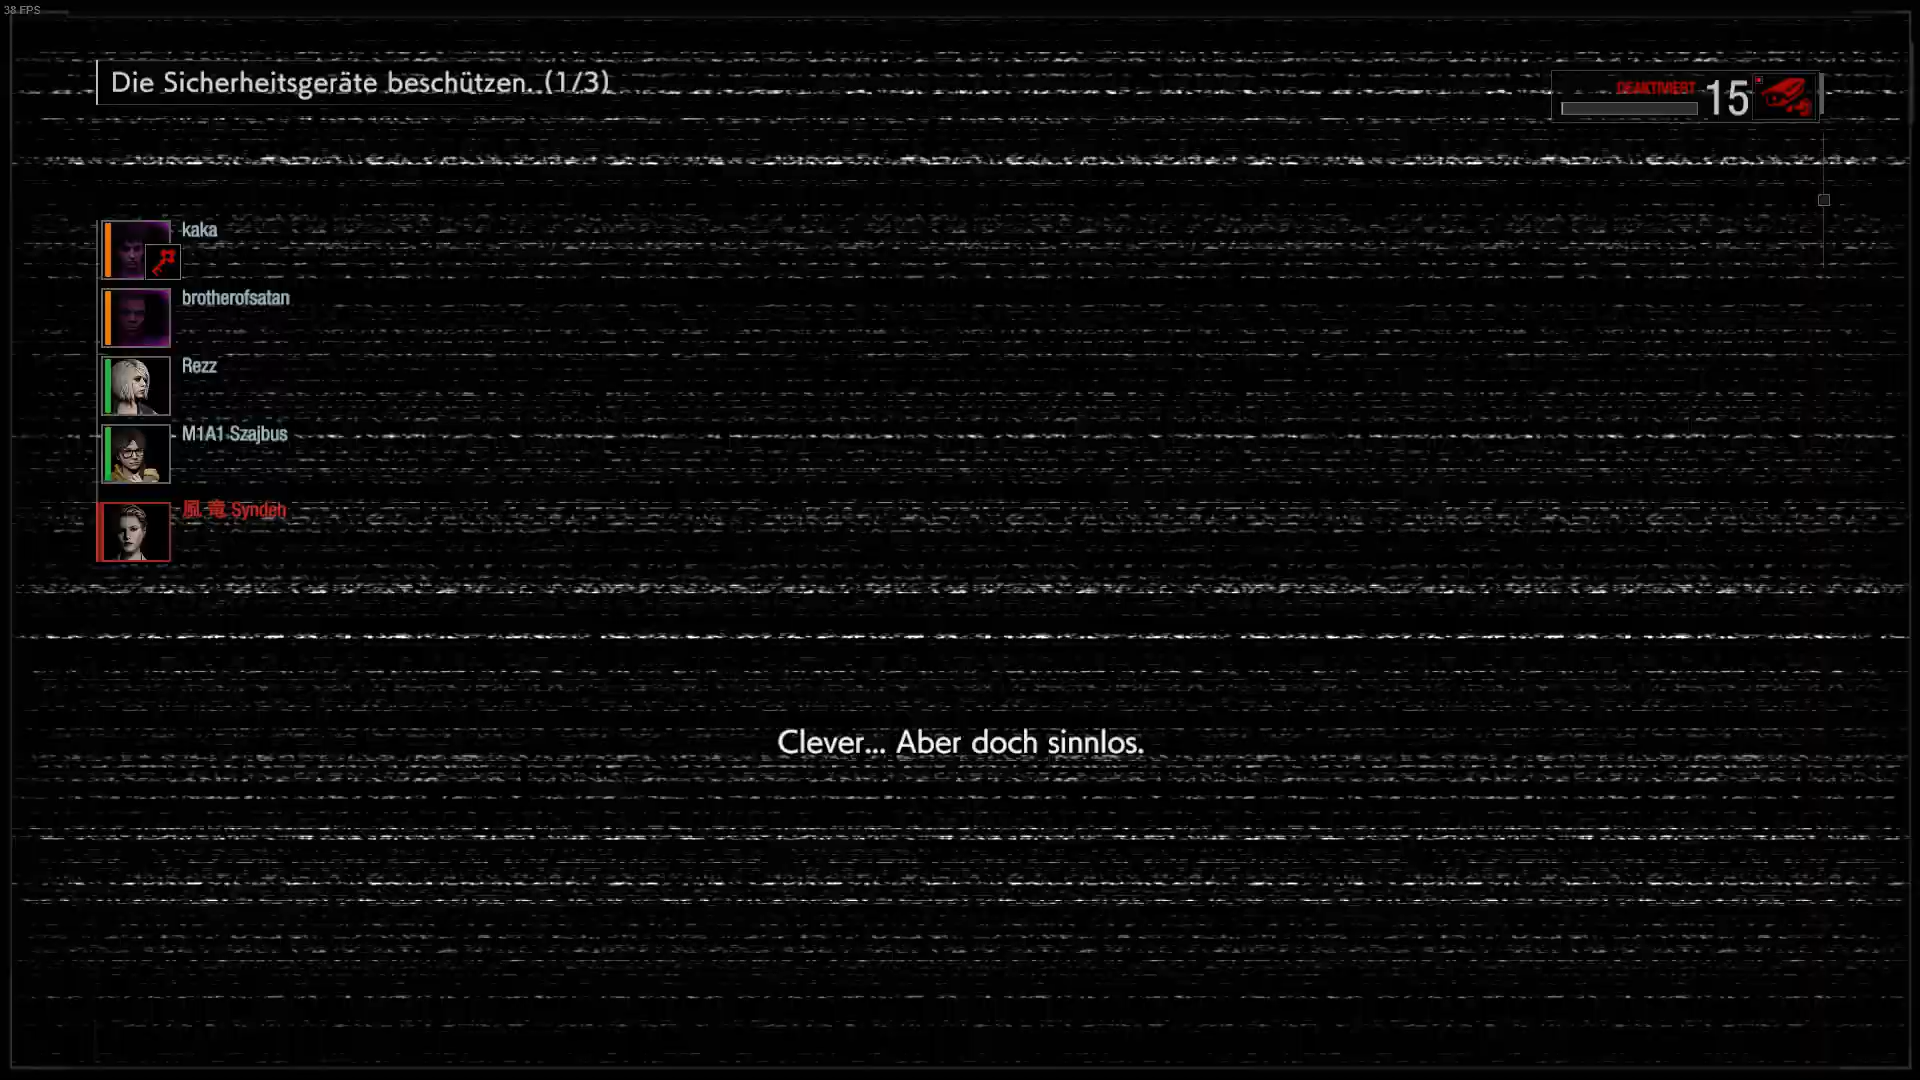 38 FPS
Die Sicherheitsgeräte beschützen. (1/3)
DEAKTIVIERT
15
kaka
brotherofsatan
Rezz
M1A1 Szajbus
風 竜 Syndeh
Clever... Aber doch sinnlos.